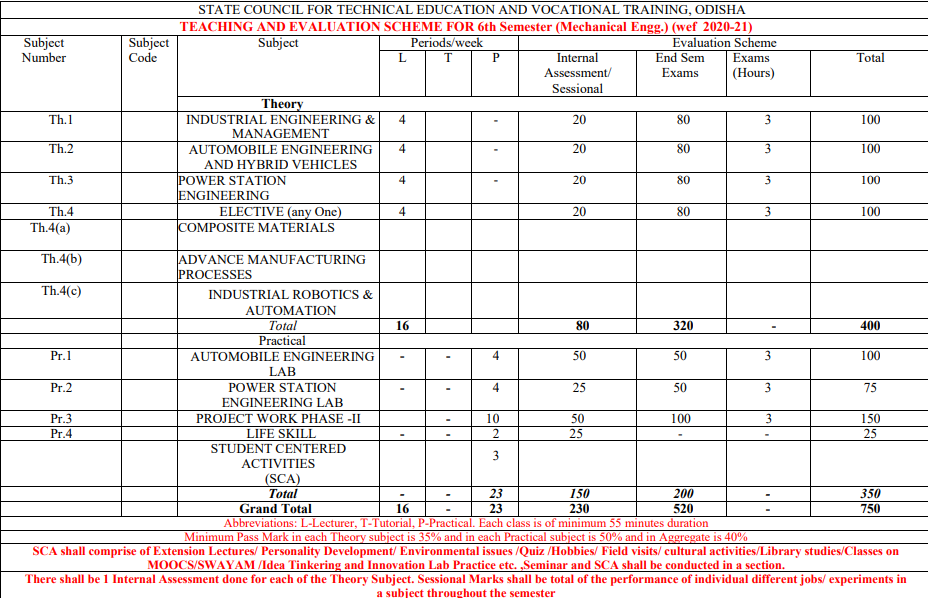 STATE COUNCIL FOR TECHNICAL EDUCATION AND VOCATIONAL TRAINING, ODISHA
TEACHING AND EVALUATION SCHEME FOR 6th Semester (Mechanical Engg.) (wef 2020-21)
Subject Number Subject Code Subject Periods/week Evaluation Scheme
L T P Internal Assessment/ Sessional End Sem Exams Exams (Hours) Total
Theory
Th.1 INDUSTRIAL ENGINEERING & MANAGEMENT 4 - 20 80 3 100
Th.2 AUTOMOBILE ENGINEERING AND HYBRID VEHICLES 4 - 20 80 3 100
Th.3 POWER STATION ENGINEERING 4 - 20 80 3 100
Th.4 ELECTIVE (any One) 4 20 80 3 100
Th.4(a) COMPOSITE MATERIALS
Th.4(b) ADVANCE MANUFACTURING PROCESSES
Th.4(c) INDUSTRIAL ROBOTICS & AUTOMATION
Total 16 80 320 - 400
Practical
Pr.1 AUTOMOBILE ENGINEERING LAB - - 4 50 50 3 100
Pr.2 POWER STATION ENGINEERING LAB - - 4 25 50 3 75
Pr.3 PROJECT WORK PHASE -II - 10 50 100 3 150
Pr.4 LIFE SKILL - - 2 25 - - 25
STUDENT CENTERED ACTIVITIES (SCA) 3
Total - - 23 150 200 - 350
Grand Total 16 - 23 230 520 - 750
Abbreviations: L-Lecturer, T-Tutorial, P-Practical. Each class is of minimum 55 minutes duration
Minimum Pass Mark in each Theory subject is 35% and in each Practical subject is 50% and in Aggregate is 40%
SCA shall comprise of Extension Lectures/ Personality Development/ Environmental issues /Quiz /Hobbies/ Field visits/ cultural activities/Library studies/Classes on
MOOCS/SWAYAM /Idea Tinkering and Innovation Lab Practice etc. ,Seminar and SCA shall be conducted in a section.
There shall be 1 Internal Assessment done for each of the Theory Subject. Sessional Marks shall be total of the performance of individual different jobs/ experiments in
a subject throughout the semester